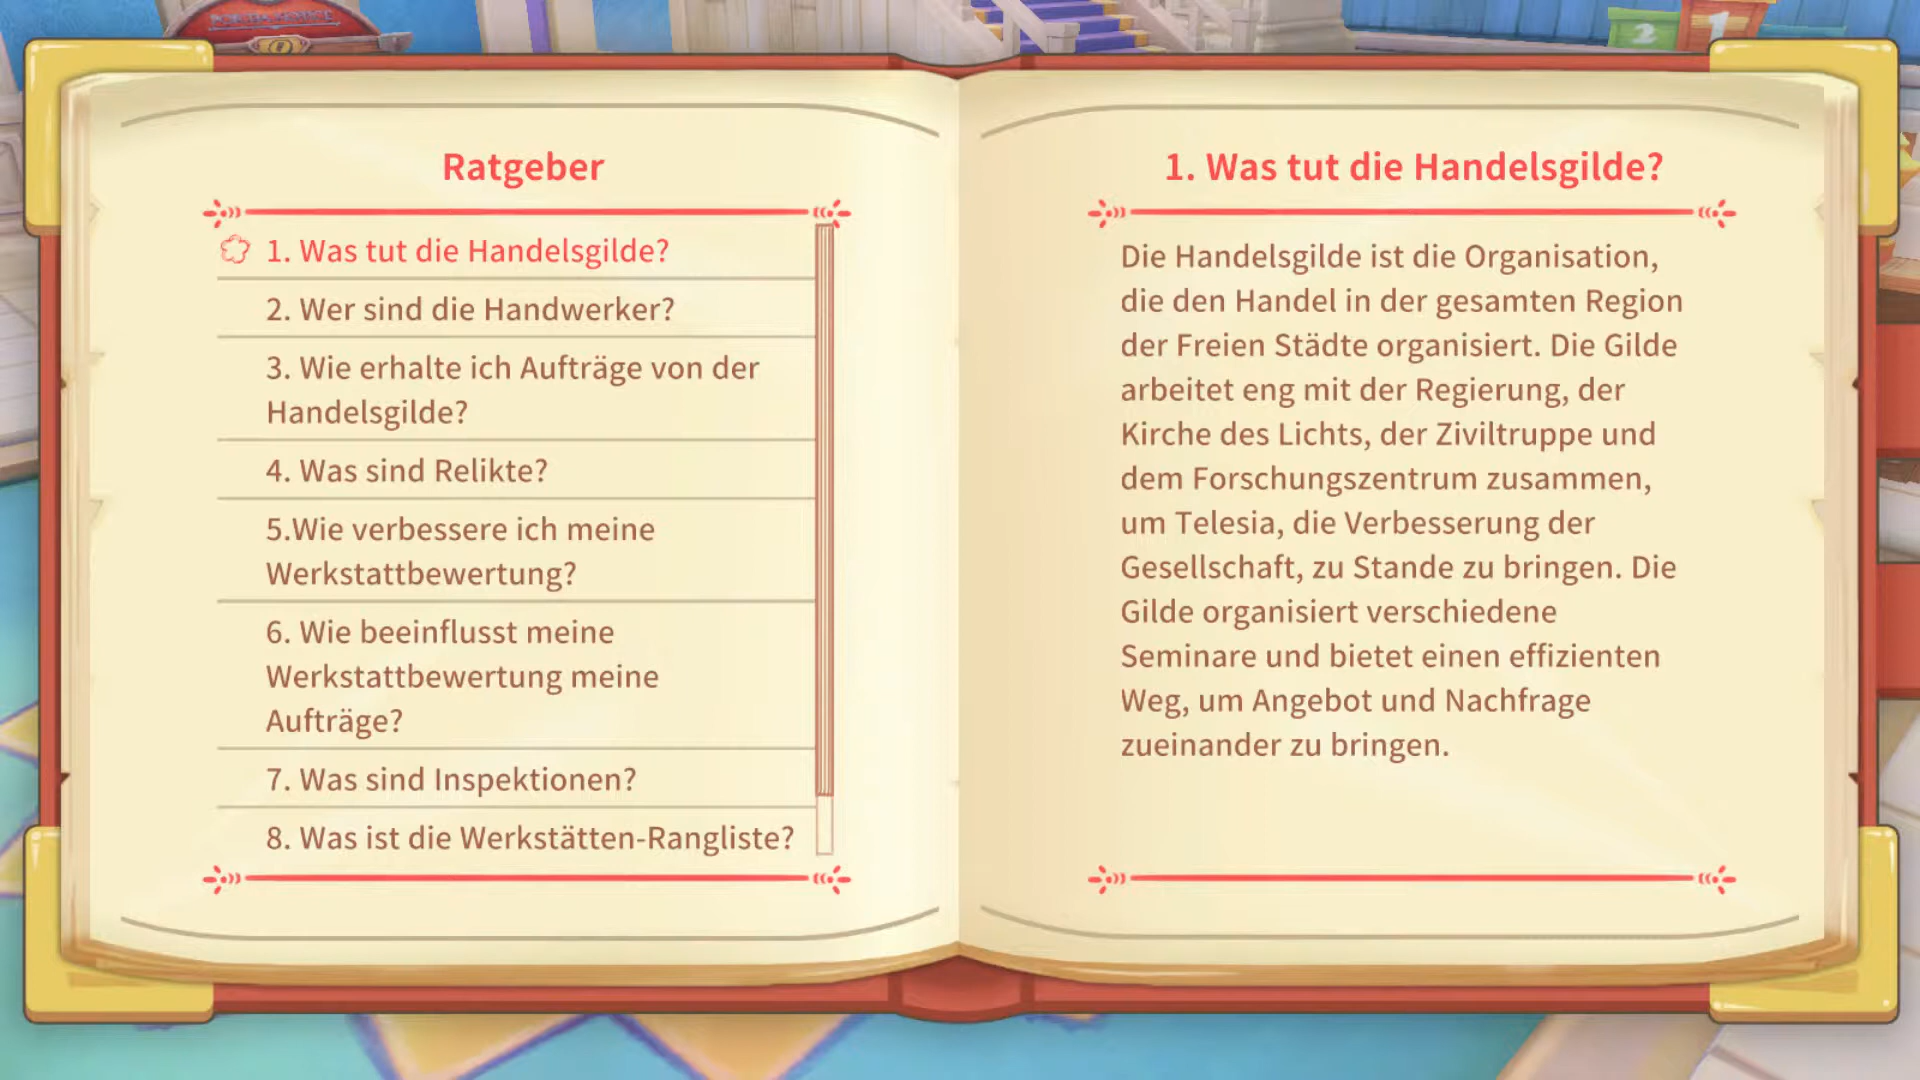 2
1
Ratgeber
1. Was tut die Handelsgilde?
2. Wer sind die Handwerker?
3. Wie erhalte ich Aufträge von der
Handelsgilde?
4. Was sind Relikte?
5.Wie verbessere ich meine
Werkstattbewertung?
6. Wie beeinflusst meine
Werkstattbewertung meine
Aufträge?
7. Was sind Inspektionen?
8. Was ist die Werkstätten-Rangliste?
1. Was tut die Handelsgilde?
Die Handelsgilde ist die Organisation,
die den Handel in der gesamten Region
der Freien Städte organisiert. Die Gilde
arbeitet eng mit der Regierung, der
Kirche des Lichts, der Ziviltruppe und
dem Forschungszentrum zusammen,
um Telesia, die Verbesserung der
Gesellschaft, zu Stande zu bringen. Die
Gilde organisiert verschiedene
Seminare und bietet einen effizienten
Weg, um Angebot und Nachfrage
zueinander zu bringen.